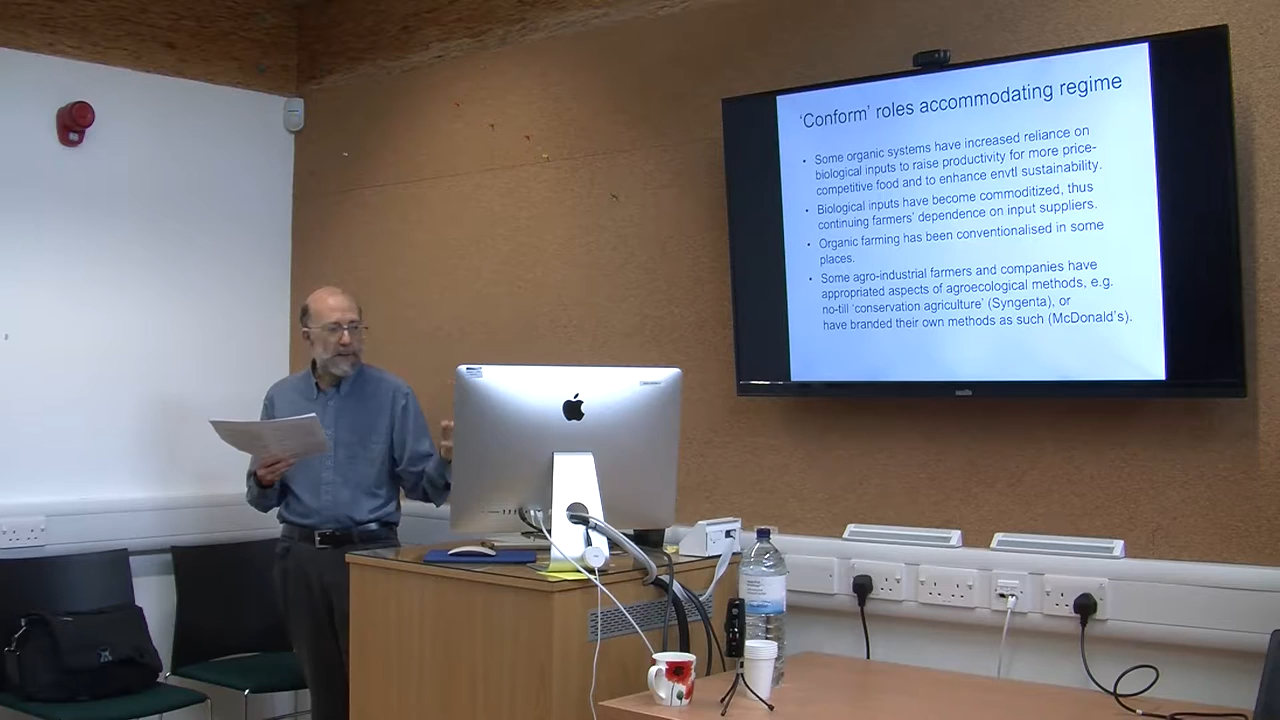 'Conform' roles accommodating regime
• Some organic systems have increased reliance on
biological inputs to raise productivity for more price-
competitive food and to enhance envtl sustainability.
• Biological inputs have become commoditized, thus
continuing farmers' dependence on input suppliers.
• Organic farming has been conventionalised in some
places.
• Some agro-industrial farmers and companies have
appropriated aspects of agroecological methods, e.g.
no-till 'conservation agriculture' (Syngenta), or
have branded their own methods as such (McDonald's).